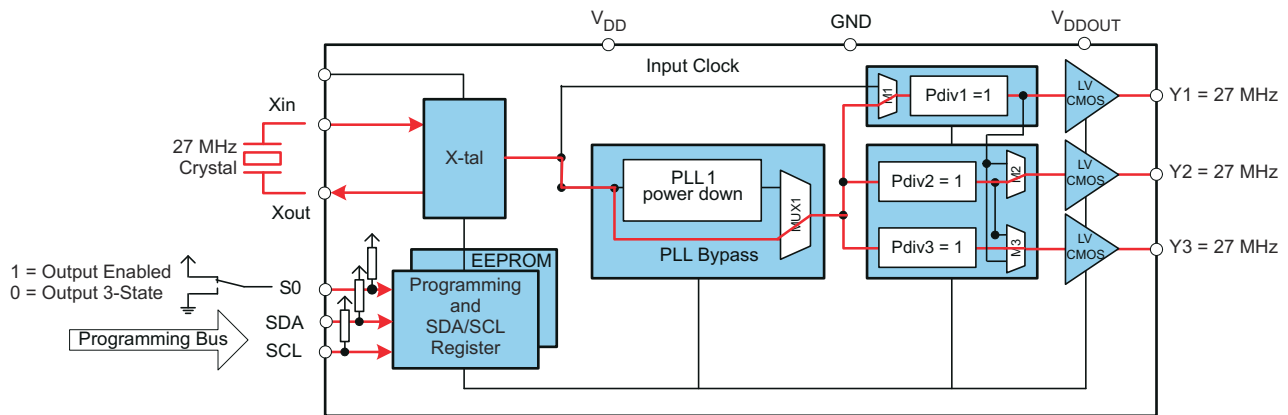 VDD
GND
VDDOUT
Input Clock
Xin
27 MHz
Crystal
Xout
X-tal
M1
Pdiv1 =1
LV
CMOS
Y1 = 27 MHz
PLL 1
power down
MUX1
PLL Bypass
Pdiv2 = 1
M2
LV
CMOS
Y2 = 27 MHz
Pdiv3 = 1
M3
LV
CMOS
Y3 = 27 MHz
1 = Output Enabled
0 = Output 3-State
S0
SDA
SCL
Programming Bus
EEPROM
Programming
and
SDA/SCL
Register